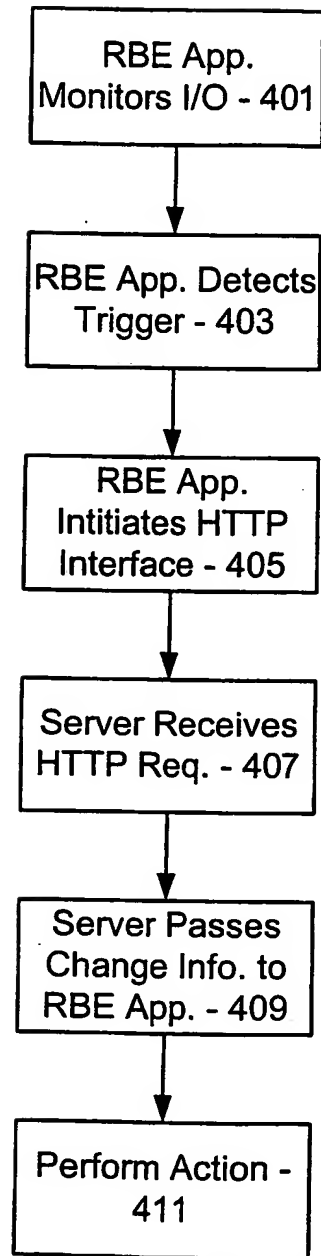 RBE App.
Monitors I/O - 401
RBE App. Detects
Trigger - 403
RBE App.
Intitiates HTTP
Interface - 405
Server Receives
HTTP Req. - 407
Server Passes
Change Info. to
RBE App. - 409
Perform Action -
411